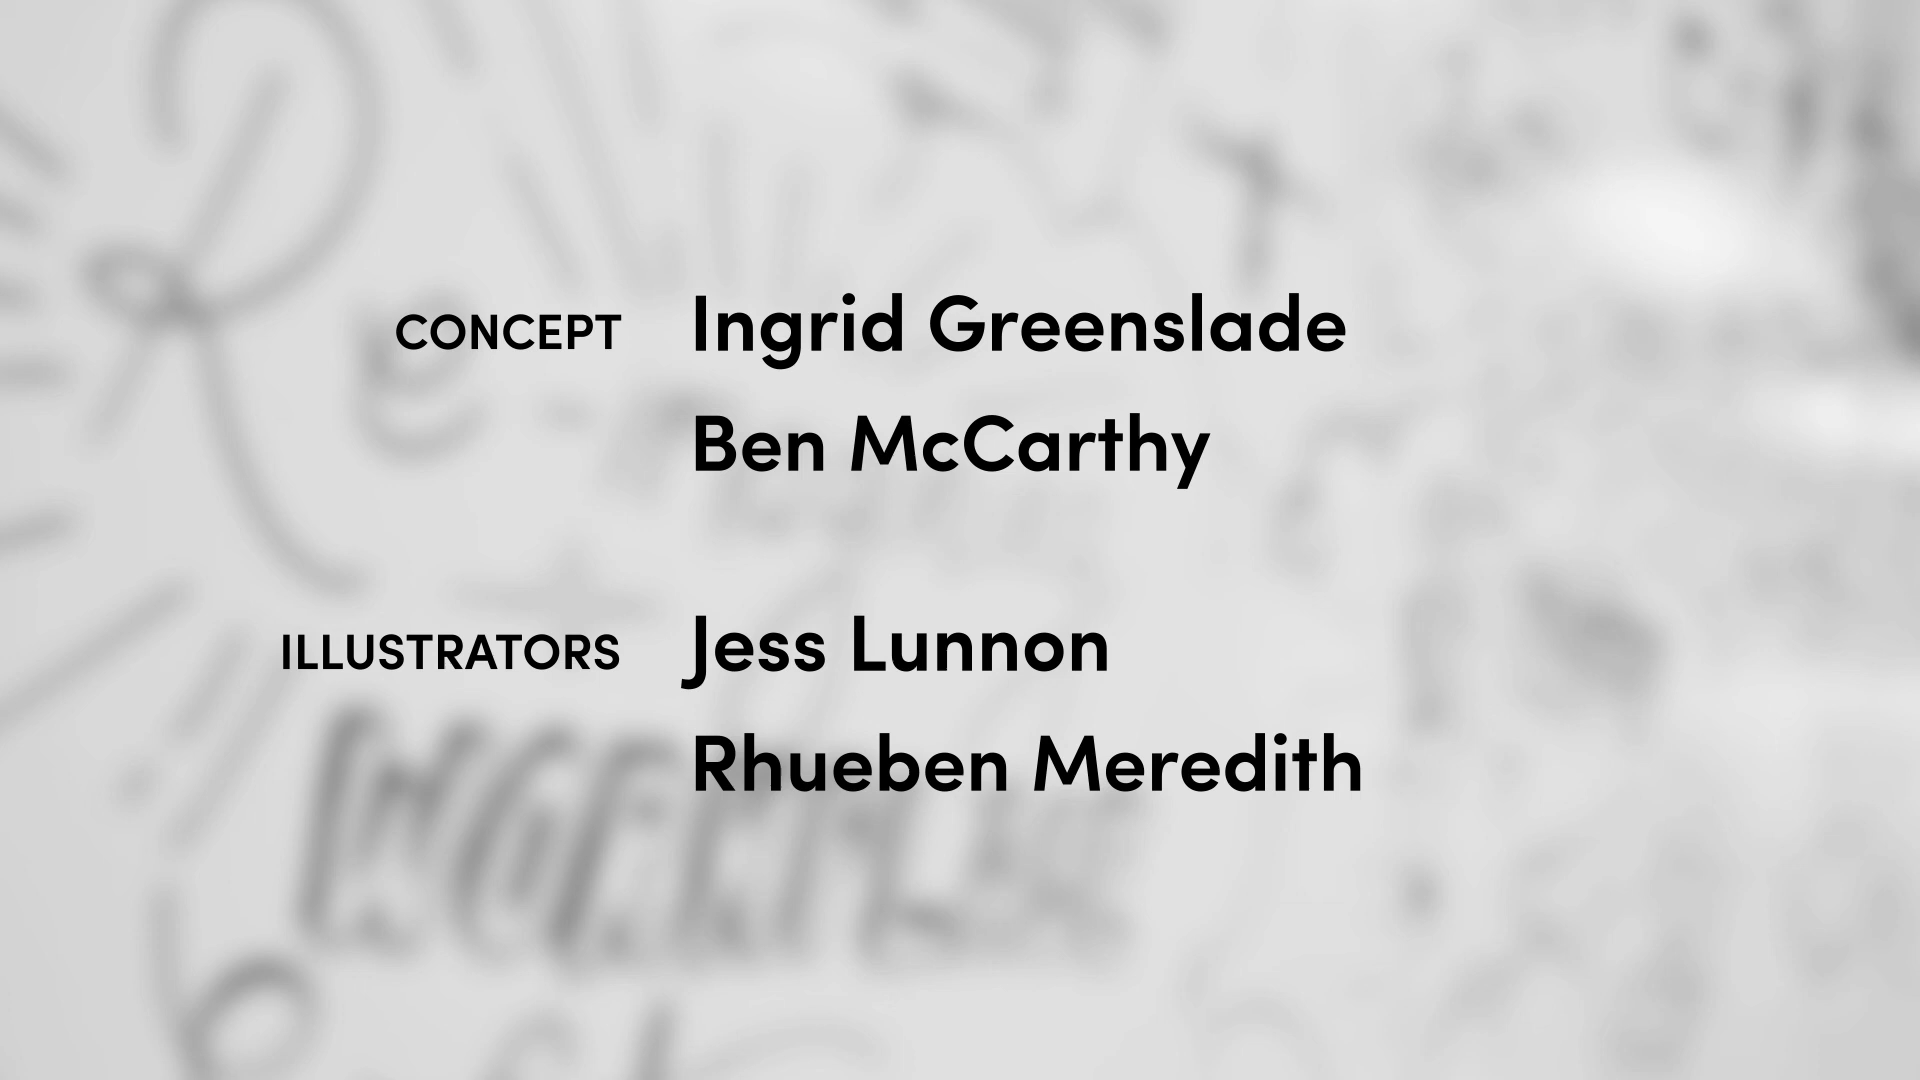 CONCEPT Ingrid Greenslade
Ben McCarthy
ILLUSTRATORS Jess Lunnon
Rhueben Meredith